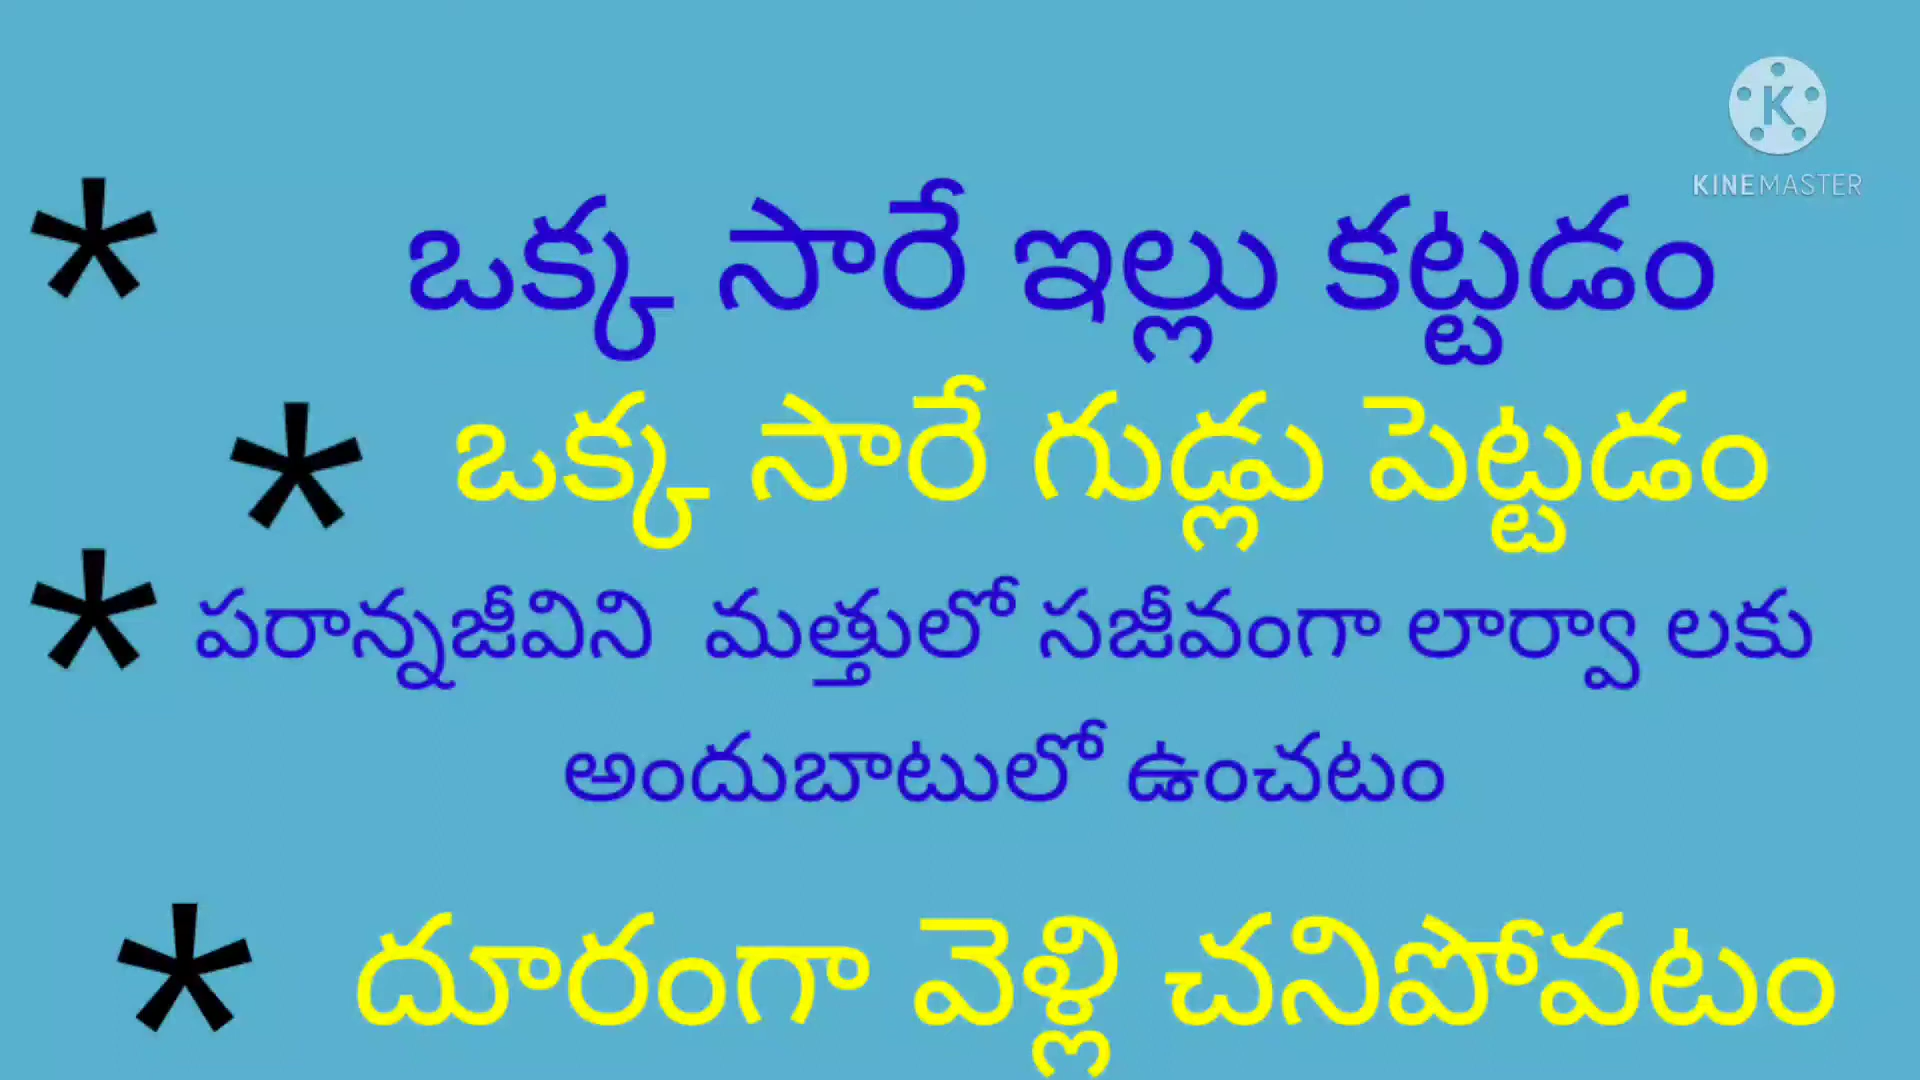 K
KINEMASTER
* ఒక్క సారే ఇల్లు కట్టడం
* ఒక్క సారే గుడ్లు పెట్టడం
* పరాన్నజీవిని మత్తులో సజీవంగా లార్వా లకు
అందుబాటులో ఉంచటం
* దూరంగా వెళ్లి చనిపోవటం